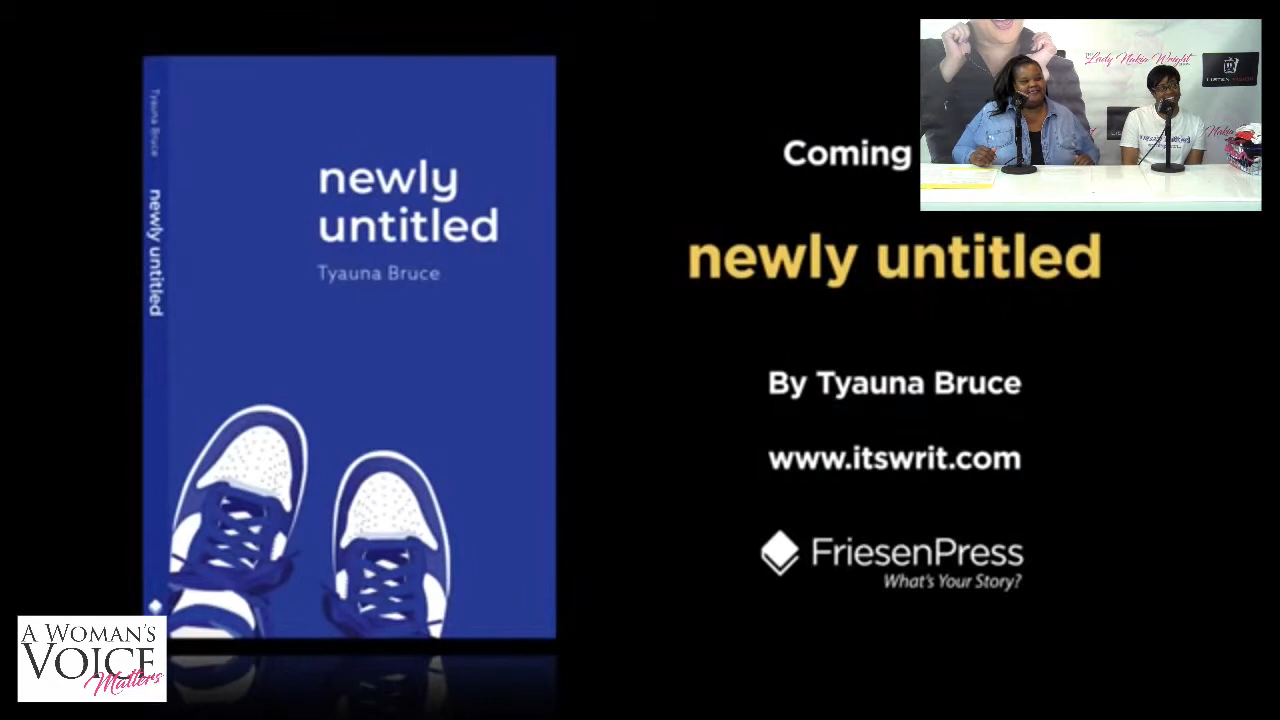 Tyauna Bruce
newly untitled
newly
untitled
Tyauna Bruce
Coming
newly untitled
By Tyauna Bruce
www.itswrit.com
FriesenPress
What's Your Story?
Lady Nakia Wright
A WOMAN'S
VOICE
Matters